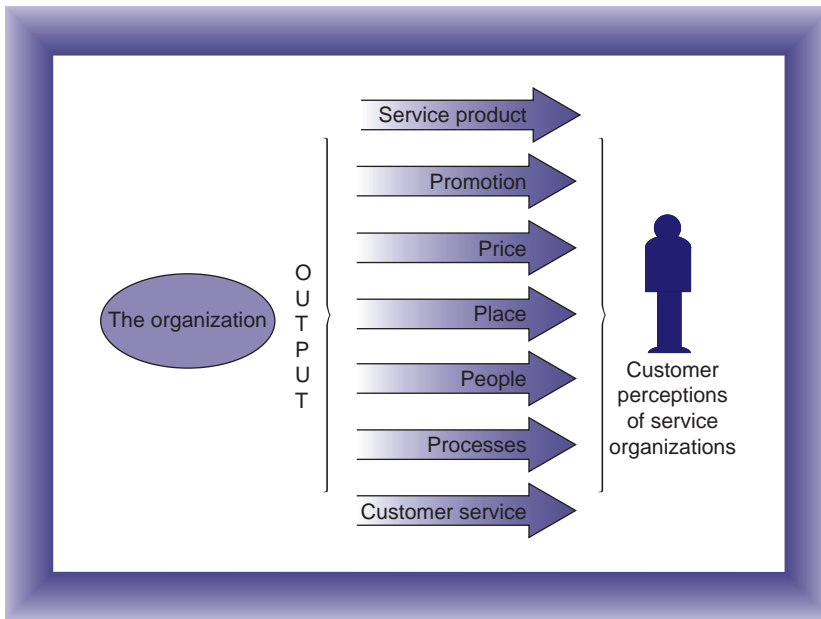 The organization
O
U
T
P
U
T
Service product
Promotion
Price
Place
People
Processes
Customer service
Customer
perceptions
of service
organizations